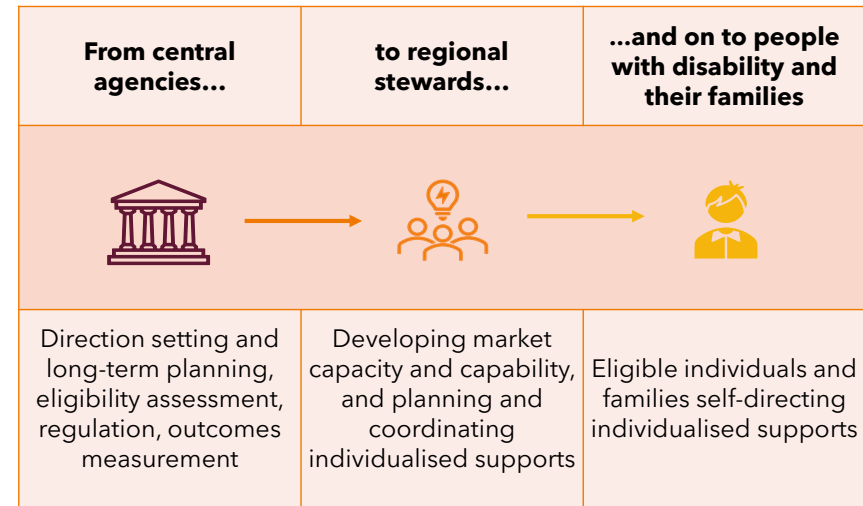 From central
agencies…
to regional
stewards…
...and on to people
with disability and
their families
Direction setting and
long-term planning,
eligibility assessment,
regulation, outcomes
measurement
Developing market
capacity and capability,
and planning and
coordinating
individualised supports
Eligible individuals and
families self-directing
individualised supports